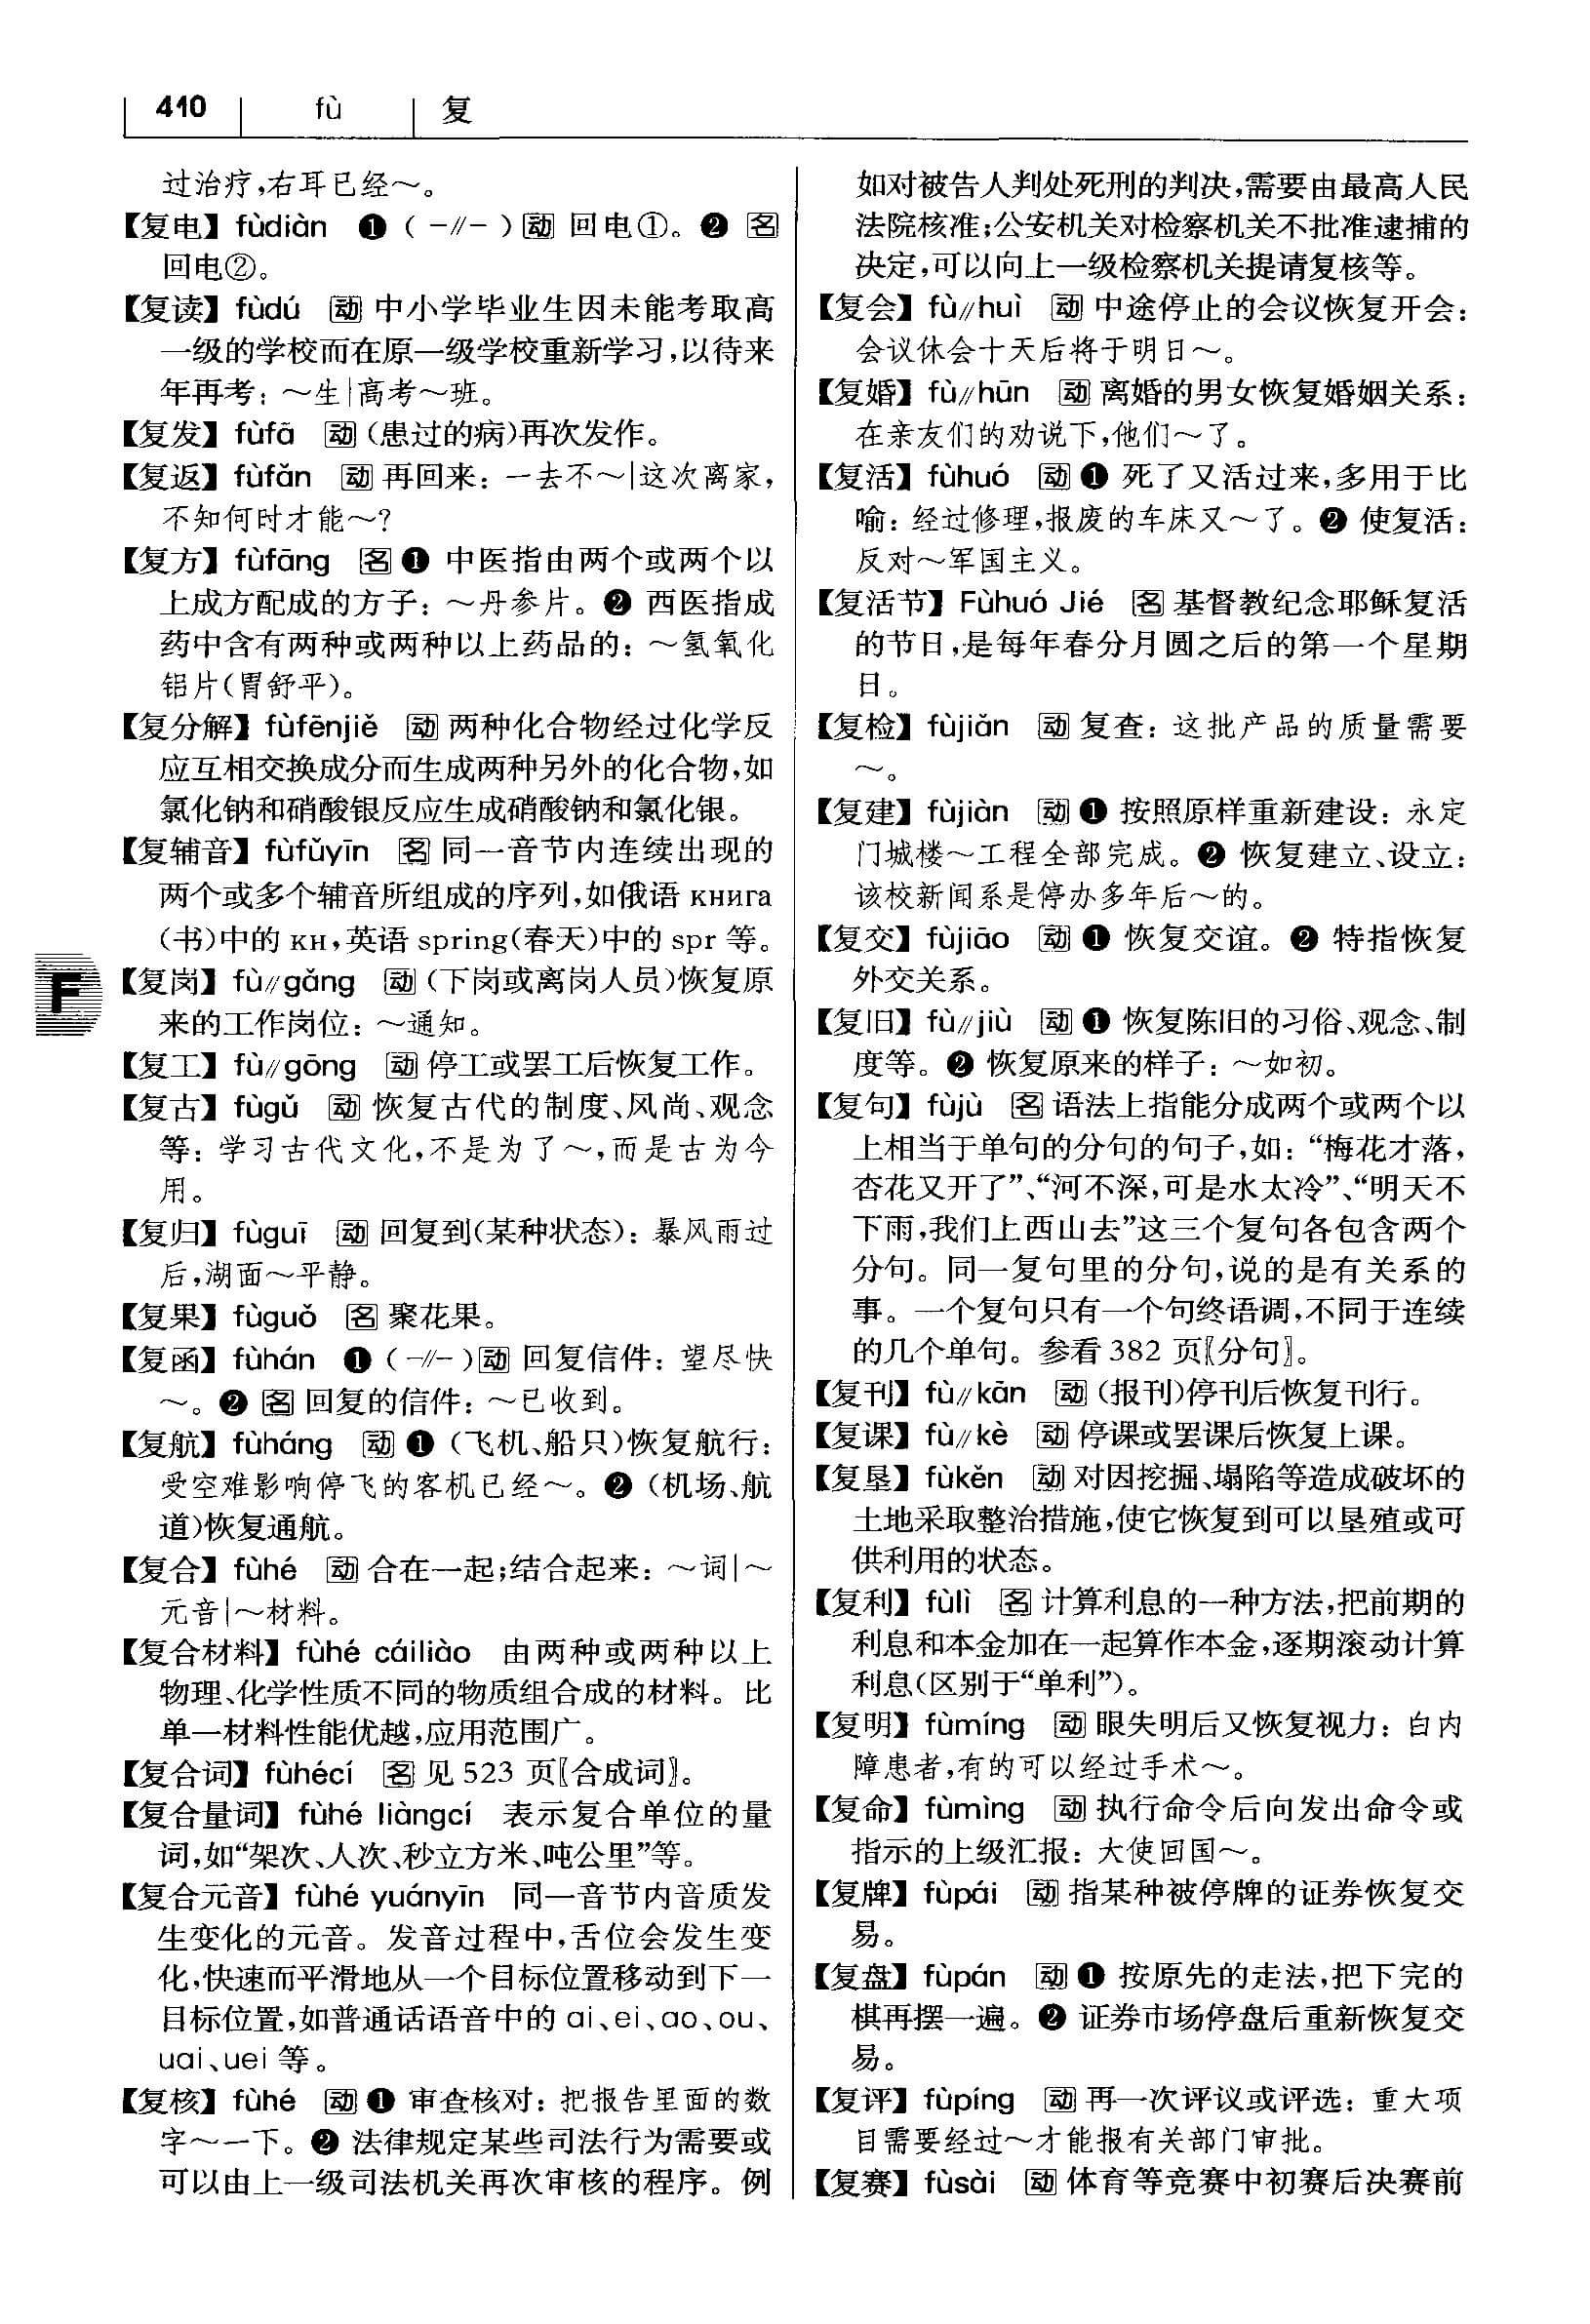 410 fù 复
过治疗,右耳已经～。
【复电】 fùdiàn ❶ (-//-) 动 回电①。❷ 名
回电②。
【复读】 fùdú 动 中小学毕业生因未能考取高
一级的学校而在原一级学校重新学习,以待来
年再考：～生|高考～班。
【复发】 fùfā 动 (患过的病)再次发作。
【复返】 fùfǎn 动 再回来：一去不～|这次离家,
不知何时才能～?
【复方】 fùfāng 名 ❶ 中医指由两个或两个以
上成方配成的方子：～丹参片。❷ 西医指成
药中含有两种或两种以上药品的：～氢氧化
铝片(胃舒平)。
【复分解】 fùfēnjiě 动 两种化合物经过化学反
应互相交换成分而生成两种另外的化合物,如
氯化钠和硝酸银反应生成硝酸钠和氯化银。
【复辅音】 fùfǔyīn 名 同一音节内连续出现的
两个或多个辅音所组成的序列,如俄语 книга
(书)中的 кн,英语 spring(春天)中的 spr 等。
【复岗】 fù//gǎng 动 (下岗或离岗人员)恢复原
来的工作岗位：～通知。
【复工】 fù//gōng 动 停工或罢工后恢复工作。
【复古】 fùgǔ 动 恢复古代的制度、风尚、观念
等：学习古代文化,不是为了～,而是古为今
用。
【复归】 fùguī 动 回复到(某种状态)：暴风雨过
后,湖面～平静。
【复果】 fùguǒ 名 聚花果。
【复函】 fùhán ❶ (-//-) 动 回复信件：望尽快
～。❷ 名 回复的信件：～已收到。
【复航】 fùháng 动 ❶ (飞机、船只)恢复航行：
受空难影响停飞的客机已经～。❷ (机场、航
道)恢复通航。
【复合】 fùhé 动 合在一起;结合起来：～词|～
元音|～材料。
【复合材料】 fùhé cáiliào 由两种或两种以上
物理、化学性质不同的物质组合成的材料。比
单一材料性能优越,应用范围广。
【复合词】 fùhécí 名 见 523 页〖合成词〗。
【复合量词】 fùhé liàngcí 表示复合单位的量
词,如“架次、人次、秒立方米、吨公里”等。
【复合元音】 fùhé yuányīn 同一音节内音质发
生变化的元音。发音过程中,舌位会发生变
化,快速而平滑地从一个目标位置移动到下一
目标位置,如普通话语音中的 ɑi、ei、ɑo、ou、
uɑi、uei 等。
【复核】 fùhé 动 ❶ 审查核对：把报告里面的数
字～一下。❷ 法律规定某些司法行为需要或
可以由上一级司法机关再次审核的程序。例
F
如对被告人判处死刑的判决,需要由最高人民
法院核准;公安机关对检察机关不批准逮捕的
决定,可以向上一级检察机关提请复核等。
【复会】 fù//huì 动 中途停止的会议恢复开会：
会议休会十天后将于明日～。
【复婚】 fù//hūn 动 离婚的男女恢复婚姻关系：
在亲友们的劝说下,他们～了。
【复活】 fùhuó 动 ❶ 死了又活过来,多用于比
喻：经过修理,报废的车床又～了。❷ 使复活：
反对～军国主义。
【复活节】 Fùhuó Jié 名 基督教纪念耶稣复活
的节日,是每年春分月圆之后的第一个星期
日。
【复检】 fùjiǎn 动 复查：这批产品的质量需要
～。
【复建】 fùjiàn 动 ❶ 按照原样重新建设：永定
门城楼～工程全部完成。❷ 恢复建立、设立：
该校新闻系是停办多年后～的。
【复交】 fùjiāo 动 ❶ 恢复交谊。❷ 特指恢复
外交关系。
【复旧】 fù//jiù 动 ❶ 恢复陈旧的习俗、观念、制
度等。❷ 恢复原来的样子：～如初。
【复句】 fùjù 名 语法上指能分成两个或两个以
上相当于单句的分句的句子,如：“梅花才落,
杏花又开了”、“河不深,可是水太冷”、“明天不
下雨,我们上西山去”这三个复句各包含两个
分句。同一复句里的分句,说的是有关系的
事。一个复句只有一个句终语调,不同于连续
的几个单句。参看 382 页〖分句〗。
【复刊】 fù//kān 动 (报刊)停刊后恢复刊行。
【复课】 fù//kè 动 停课或罢课后恢复上课。
【复垦】 fùkěn 动 对因挖掘、塌陷等造成破坏的
土地采取整治措施,使它恢复到可以垦殖或可
供利用的状态。
【复利】 fùlì 名 计算利息的一种方法,把前期的
利息和本金加在一起算作本金,逐期滚动计算
利息(区别于“单利”)。
【复明】 fùmíng 动 眼失明后又恢复视力：白内
障患者,有的可以经过手术～。
【复命】 fùmìng 动 执行命令后向发出命令或
指示的上级汇报：大使回国～。
【复牌】 fùpái 动 指某种被停牌的证券恢复交
易。
【复盘】 fùpán 动 ❶ 按原先的走法,把下完的
棋再摆一遍。❷ 证券市场停盘后重新恢复交
易。
【复评】 fùpíng 动 再一次评议或评选：重大项
目需要经过～才能报有关部门审批。
【复赛】 fùsài 动 体育等竞赛中初赛后决赛前